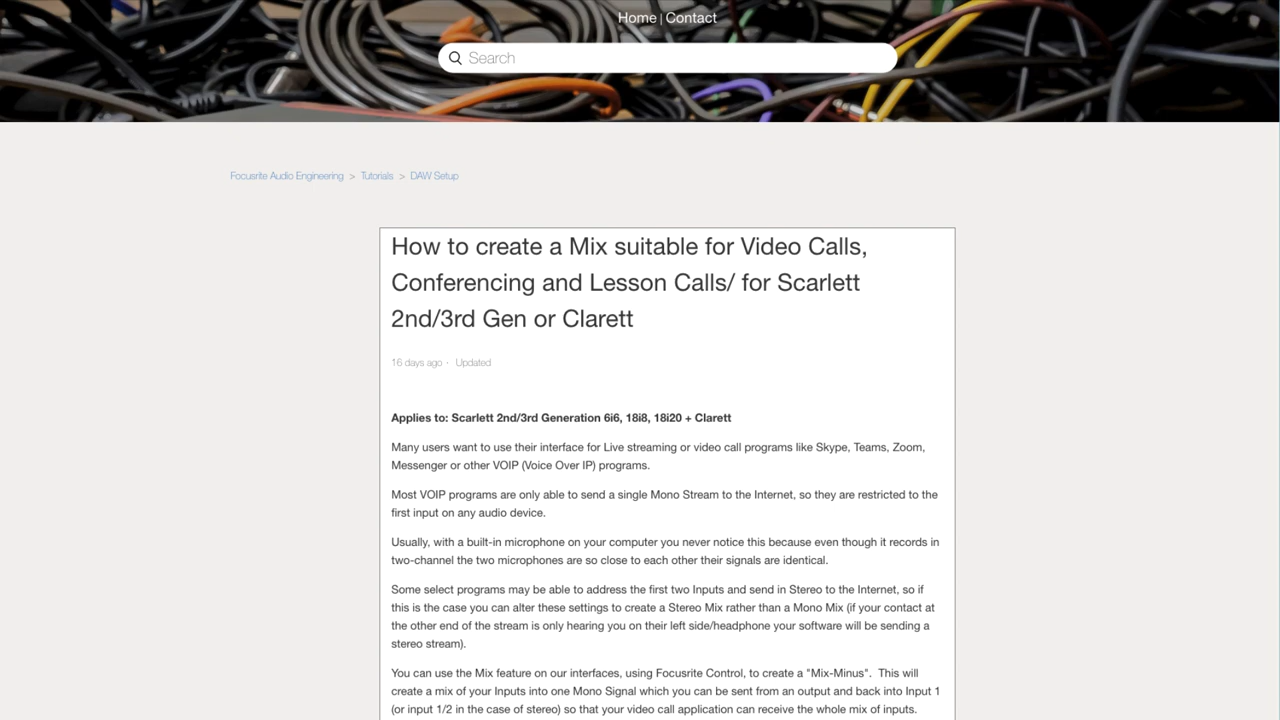 Home | Contact
Search
Focusrite Audio Engineering > Tutorials > DAW Setup
How to create a Mix suitable for Video Calls,
Conferencing and Lesson Calls/ for Scarlett
2nd/3rd Gen or Clarett
16 days ago · Updated
Applies to: Scarlett 2nd/3rd Generation 6i6, 18i8, 18i20 + Clarett
Many users want to use their interface for Live streaming or video call programs like Skype, Teams, Zoom,
Messenger or other VOIP (Voice Over IP) programs.
Most VOIP programs are only able to send a single Mono Stream to the Internet, so they are restricted to the
first input on any audio device.
Usually, with a built-in microphone on your computer you never notice this because even though it records in
two-channel the two microphones are so close to each other their signals are identical.
Some select programs may be able to address the first two Inputs and send in Stereo to the Internet, so if
this is the case you can alter these settings to create a Stereo Mix rather than a Mono Mix (if your contact at
the other end of the stream is only hearing you on their left side/headphone your software will be sending a
stereo stream).
You can use the Mix feature on our interfaces, using Focusrite Control, to create a "Mix-Minus".  This will
create a mix of your Inputs into one Mono Signal which you can be sent from an output and back into Input 1
(or input 1/2 in the case of stereo) so that your video call application can receive the whole mix of inputs.